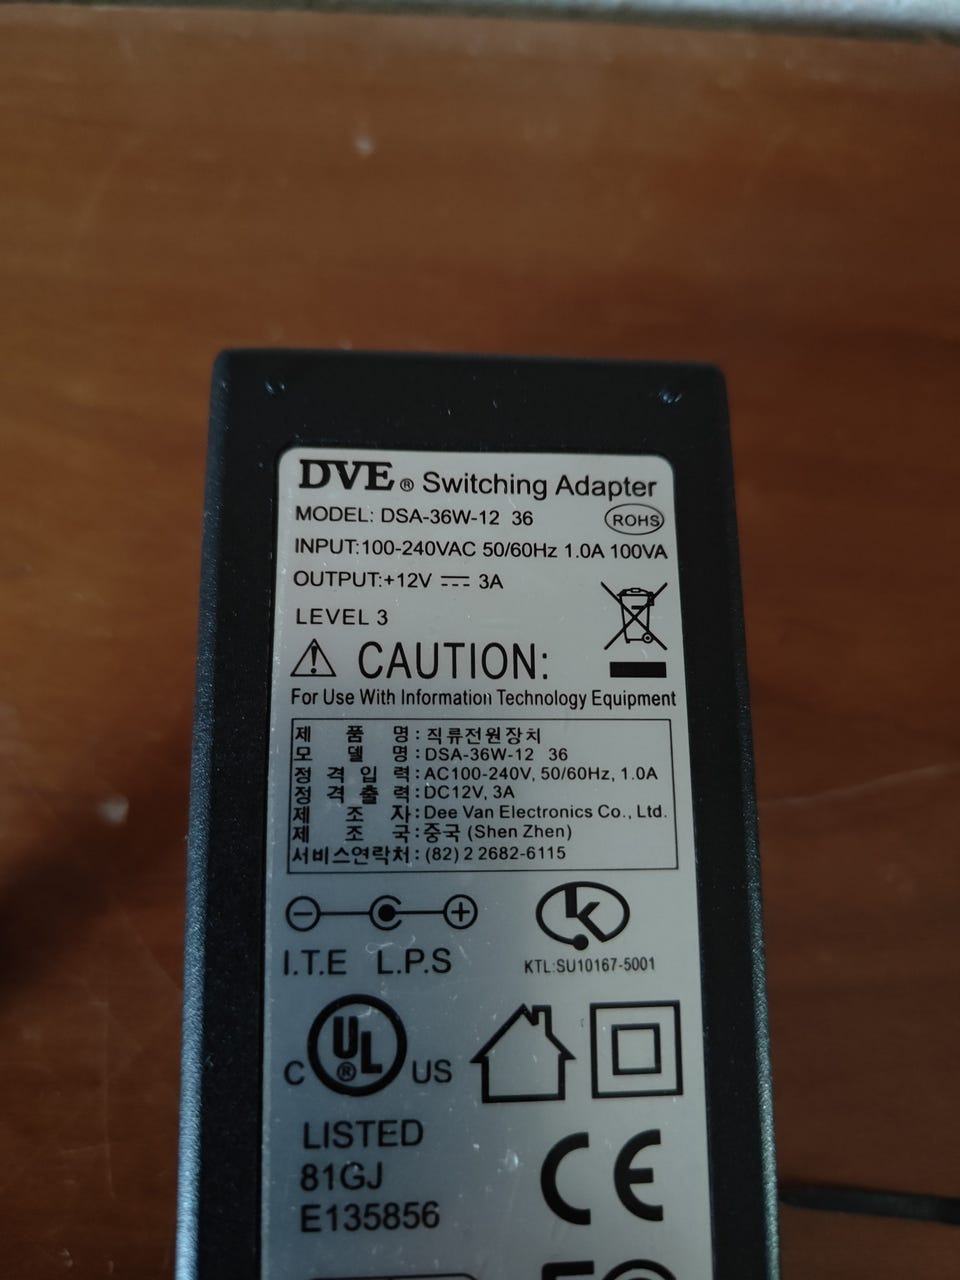 DVE® Switching Adapter
MODEL: DSA-36W-12 36
ROHS
INPUT:100-240VAC 50/60Hz 1.0A 100VA
OUTPUT:+12V ⎓ 3A
LEVEL 3
CAUTION:
For Use With Information Technology Equipment
제 품 명 : 직류전원장치
모 델 명 : DSA-36W-12 36
정 격 입 력 : AC100-240V, 50/60Hz, 1.0A
정 격 출 력 : DC12V, 3A
제 조 자 : Dee Van Electronics Co., Ltd.
제 조 국 : 중국 (Shen Zhen)
서비스연락처 : (82) 2 2682-6115
I.T.E L.P.S
k
KTL:SU10167-5001
C UL® US
LISTED
81GJ
E135856
CE